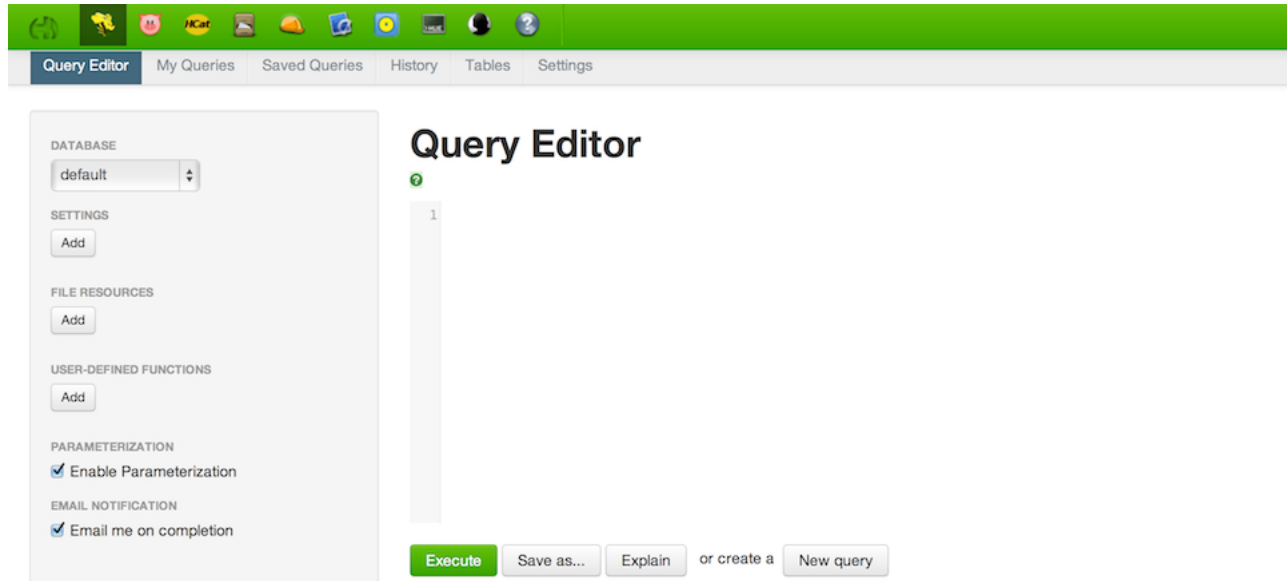 HCat
Query Editor My Queries Saved Queries History Tables Settings
DATABASE
default
SETTINGS
Add
FILE RESOURCES
Add
USER-DEFINED FUNCTIONS
Add
PARAMETERIZATION
Enable Parameterization
EMAIL NOTIFICATION
Email me on completion
Query Editor
1
Execute Save as... Explain or create a New query